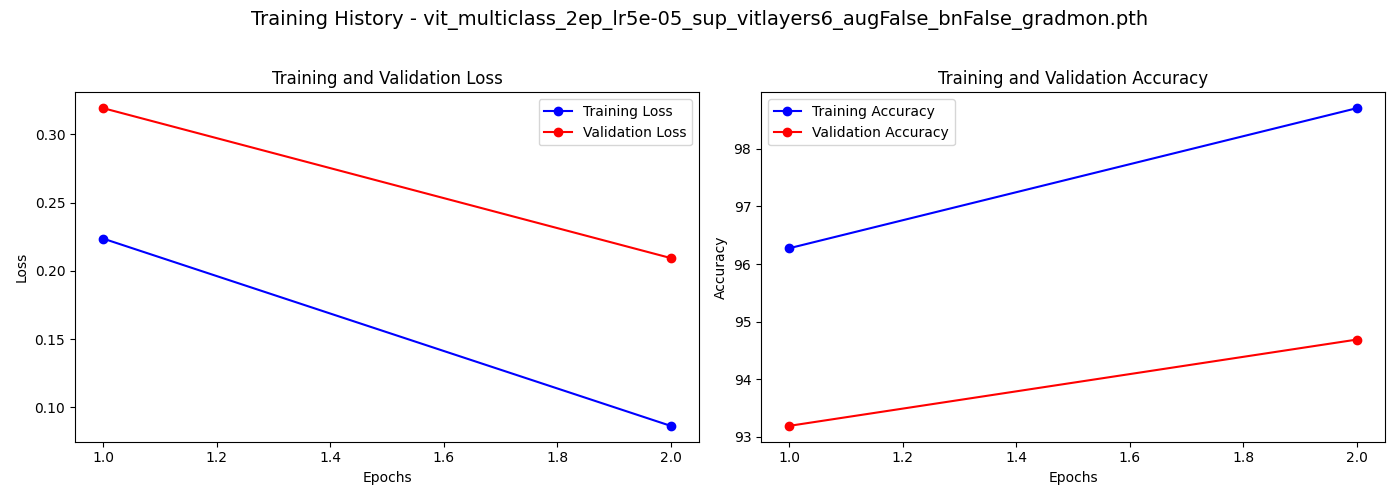 Training History - vit_multiclass_2ep_lr5e-05_sup_vitlayers6_augFalse_bnFalse_gradmon.pth
Training and Validation Loss
Training Loss
Validation Loss
Loss
0.30
0.25
0.20
0.15
0.10
1.0 1.2 1.4 1.6 1.8 2.0
Epochs
Training and Validation Accuracy
Training Accuracy
Validation Accuracy
Accuracy
98
97
96
95
94
93
1.0 1.2 1.4 1.6 1.8 2.0
Epochs